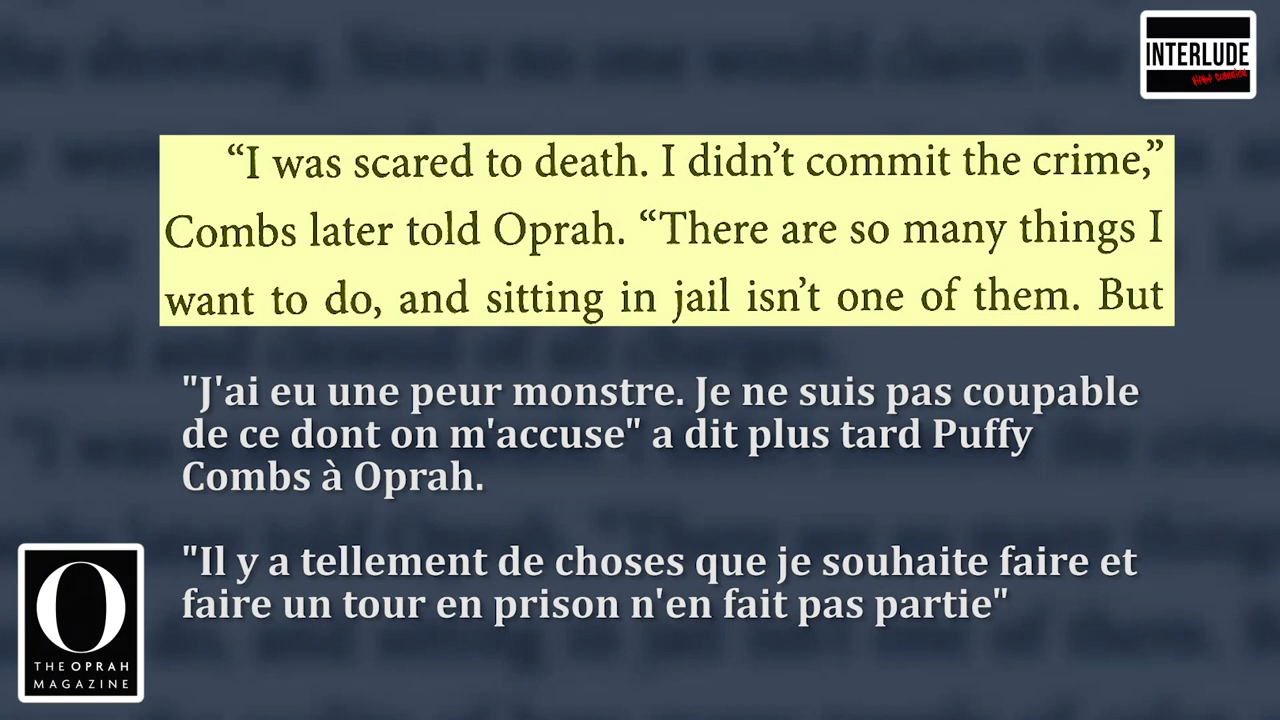 INTERLUDE
“I was scared to death. I didn’t commit the crime,”
Combs later told Oprah. “There are so many things I
want to do, and sitting in jail isn’t one of them. But
"J'ai eu une peur monstre. Je ne suis pas coupable
de ce dont on m'accuse" a dit plus tard Puffy
Combs à Oprah.
"Il y a tellement de choses que je souhaite faire et
faire un tour en prison n'en fait pas partie"
O
THE OPRAH
MAGAZINE